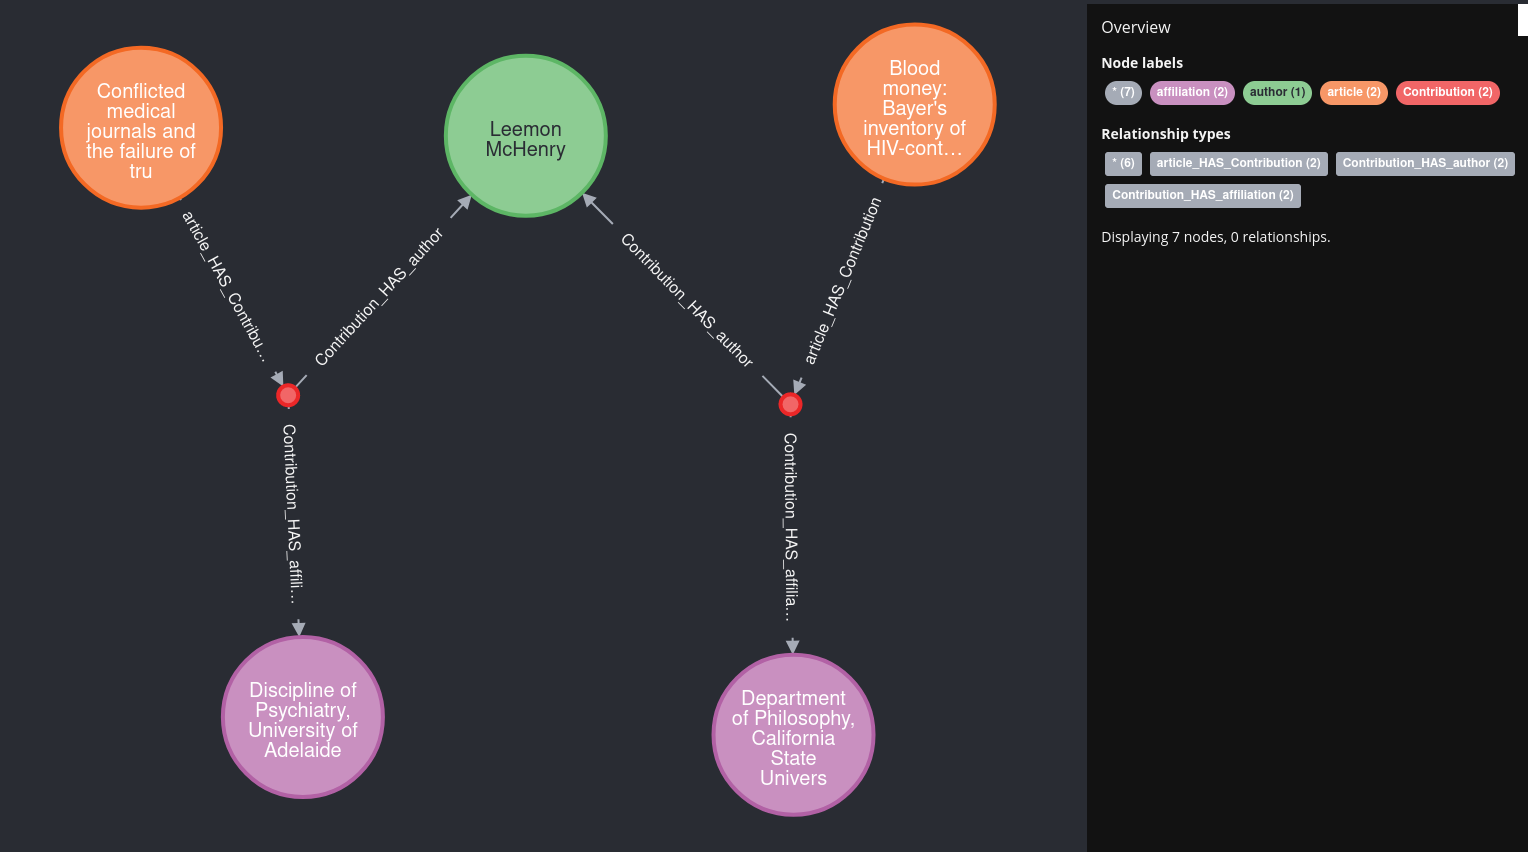 Conflicted
medical
journals and
the failure of
tru
Leemon
McHenry
Blood
money:
Bayer's
inventory of
HIV-cont…
article_HAS_Contribu…
Contribution_HAS_author
Contribution_HAS_author
article_HAS_Contribution
Contribution_HAS_affili…
Contribution_HAS_affilia…
Discipline of
Psychiatry,
University of
Adelaide
Department
of Philosophy,
California
State
Univers
Overview
Node labels
* (7) affiliation (2) author (1) article (2) Contribution (2)
Relationship types
* (6) article_HAS_Contribution (2) Contribution_HAS_author (2)
Contribution_HAS_affiliation (2)
Displaying 7 nodes, 0 relationships.